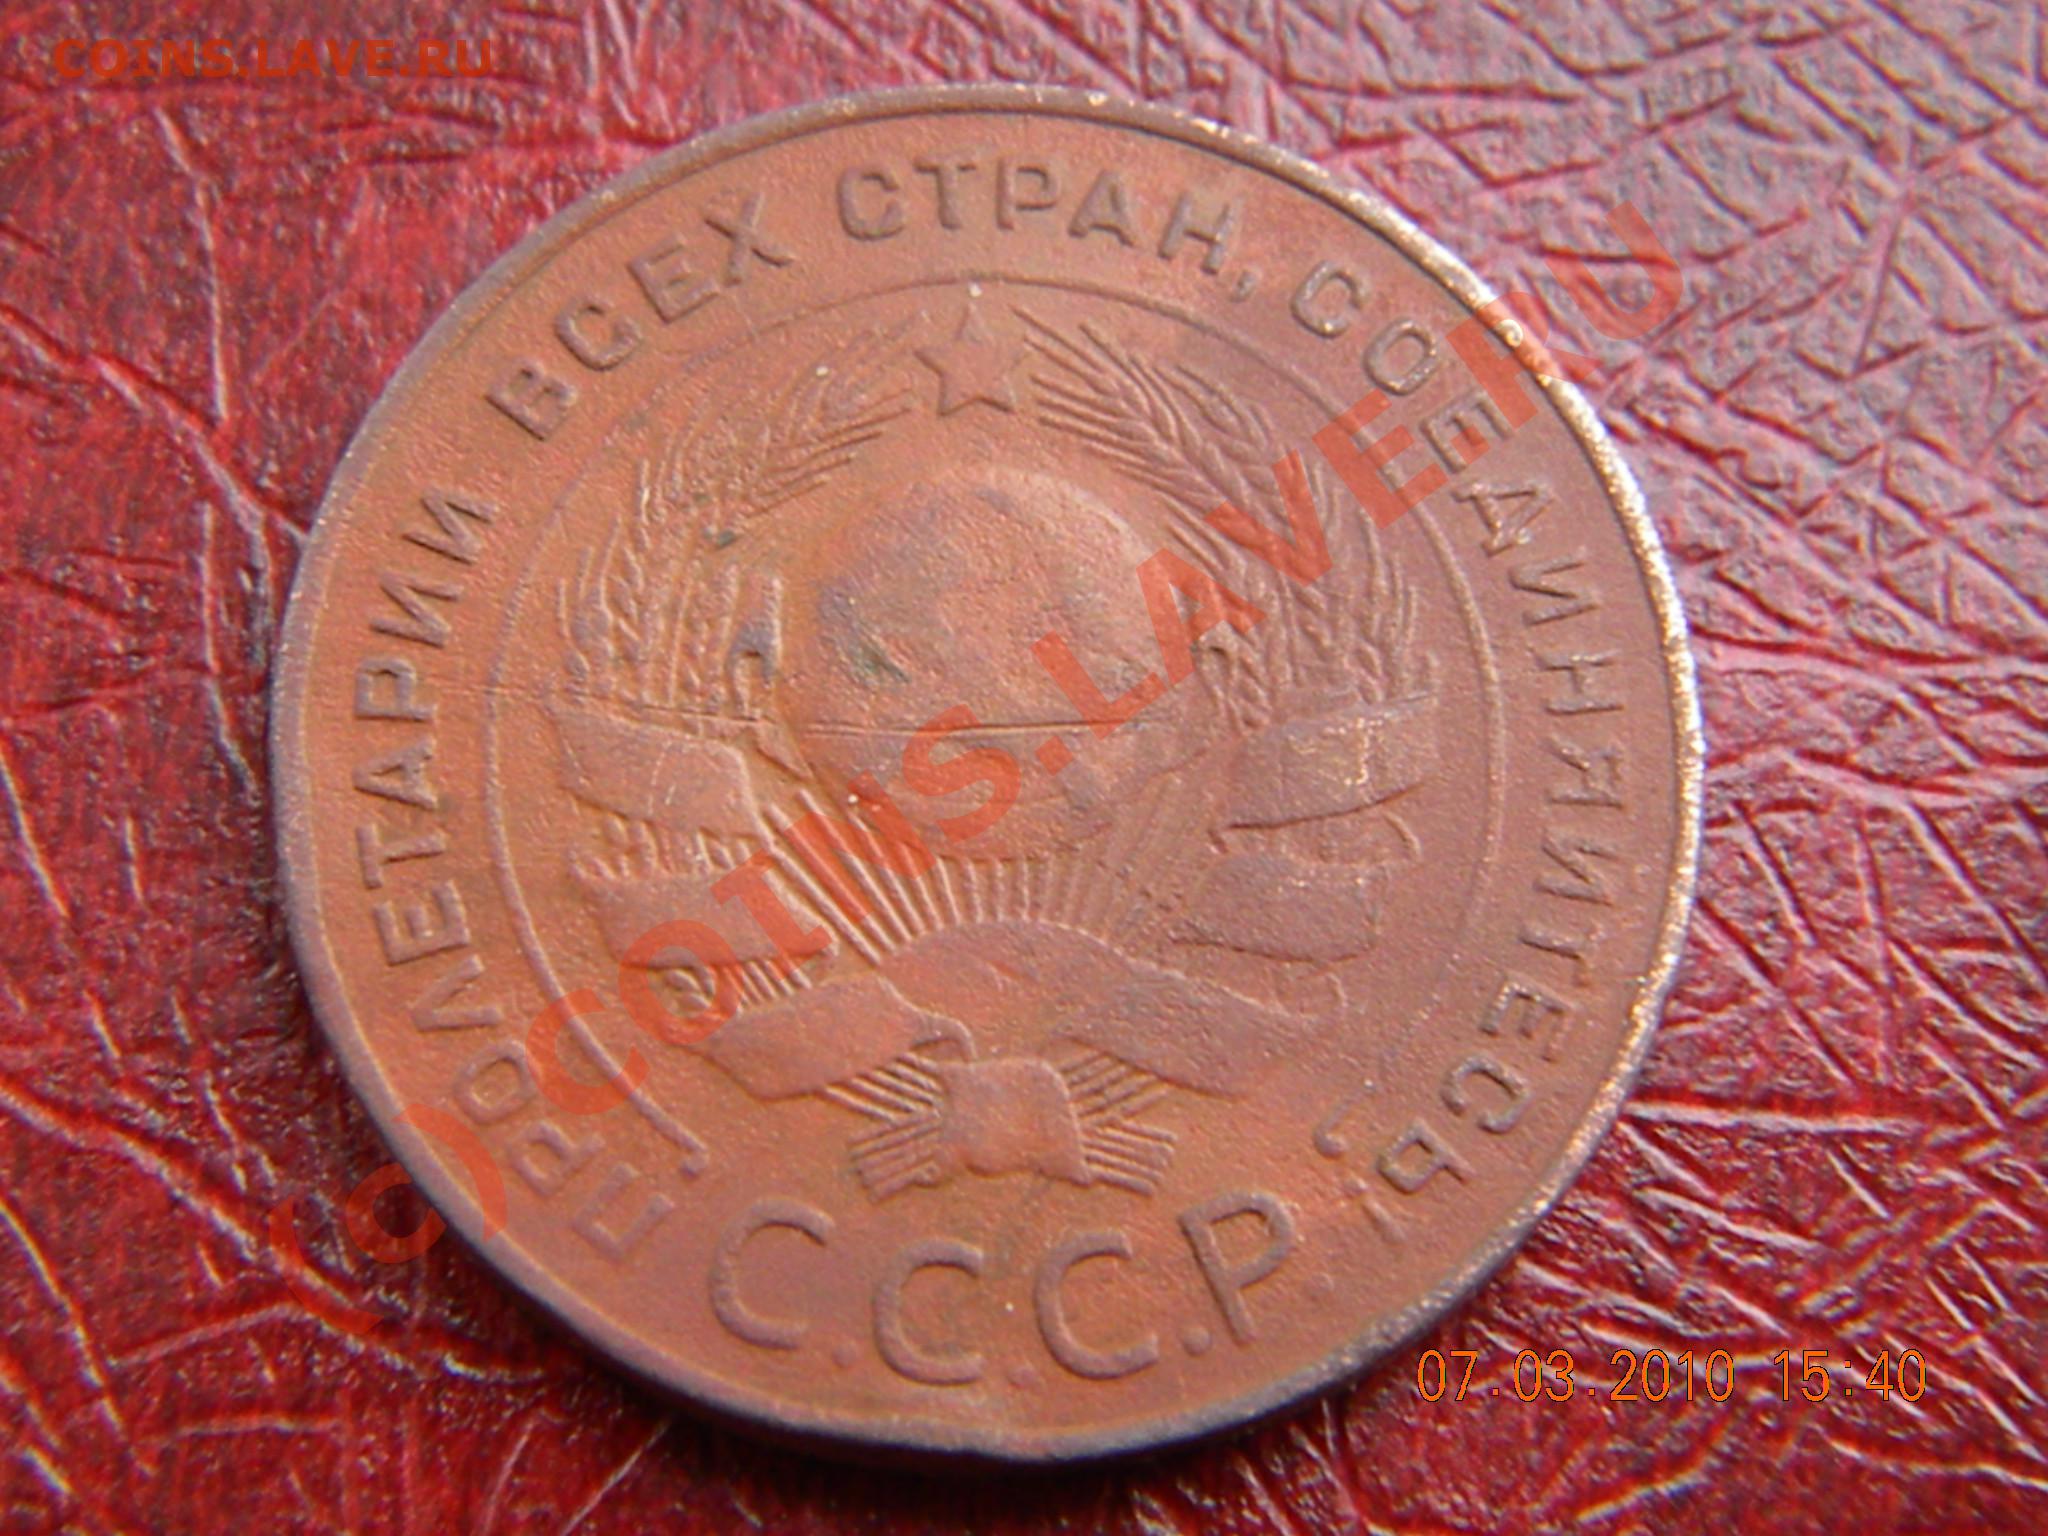 COINS.LAVE.RU
ПРОЛЕТАРИИ ВСЕХ СТРАН, СОЕДИНЯЙТЕСЬ!
С.С.С.Р.
(c) COINS.LAVE.RU
07.03.2010 15:40